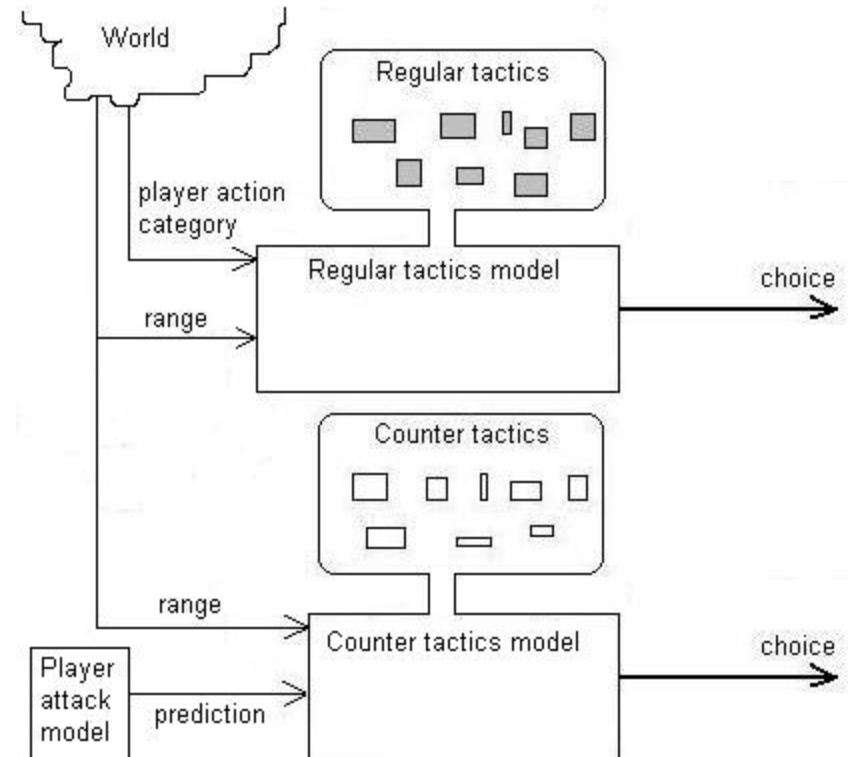 World
Regular tactics
player action
category
Regular tactics model
choice
range
Counter tactics
range
Counter tactics model
choice
Player
attack
model
prediction